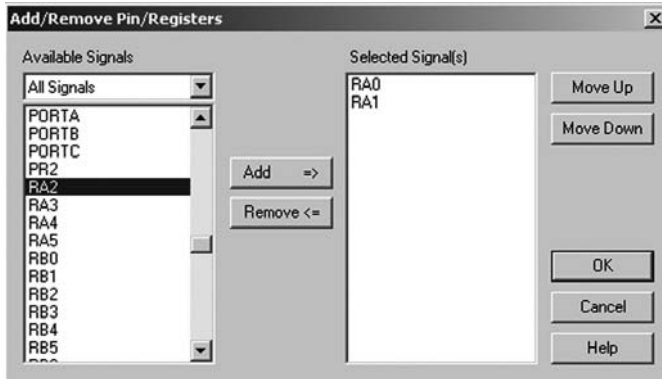 Add/Remove Pin/Registers
Available Signals
All Signals
PORTA
PORTB
PORTC
PR2
RA2
RA3
RA4
RA5
RB0
RB1
RB2
RB3
RB4
RB5
Add =>
Remove <=
Selected Signal(s)
RA0
RA1
Move Up
Move Down
OK
Cancel
Help